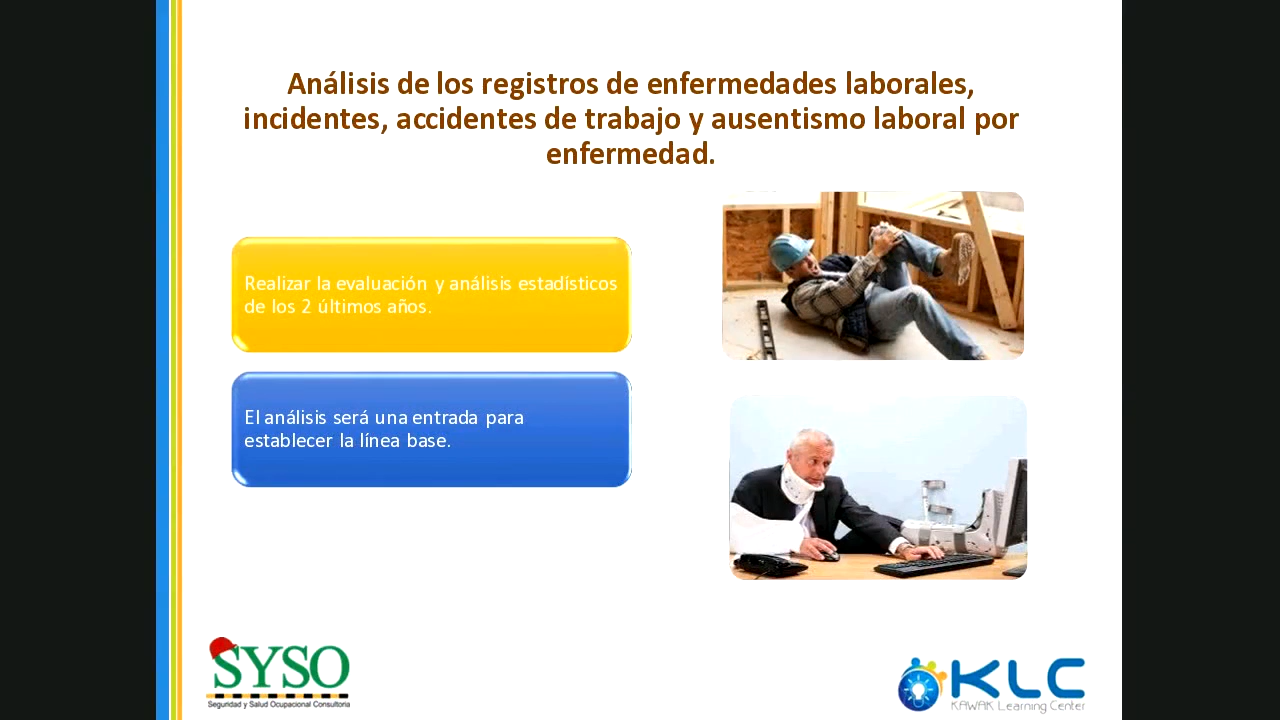 Análisis de los registros de enfermedades laborales,
incidentes, accidentes de trabajo y ausentismo laboral por
enfermedad.
Realizar la evaluación y análisis estadísticos
de los 2 últimos años.
El análisis será una entrada para
establecer la línea base.
SYSO
Seguridad y Salud Ocupacional Consultoria
KLC
KAWAK Learning Center